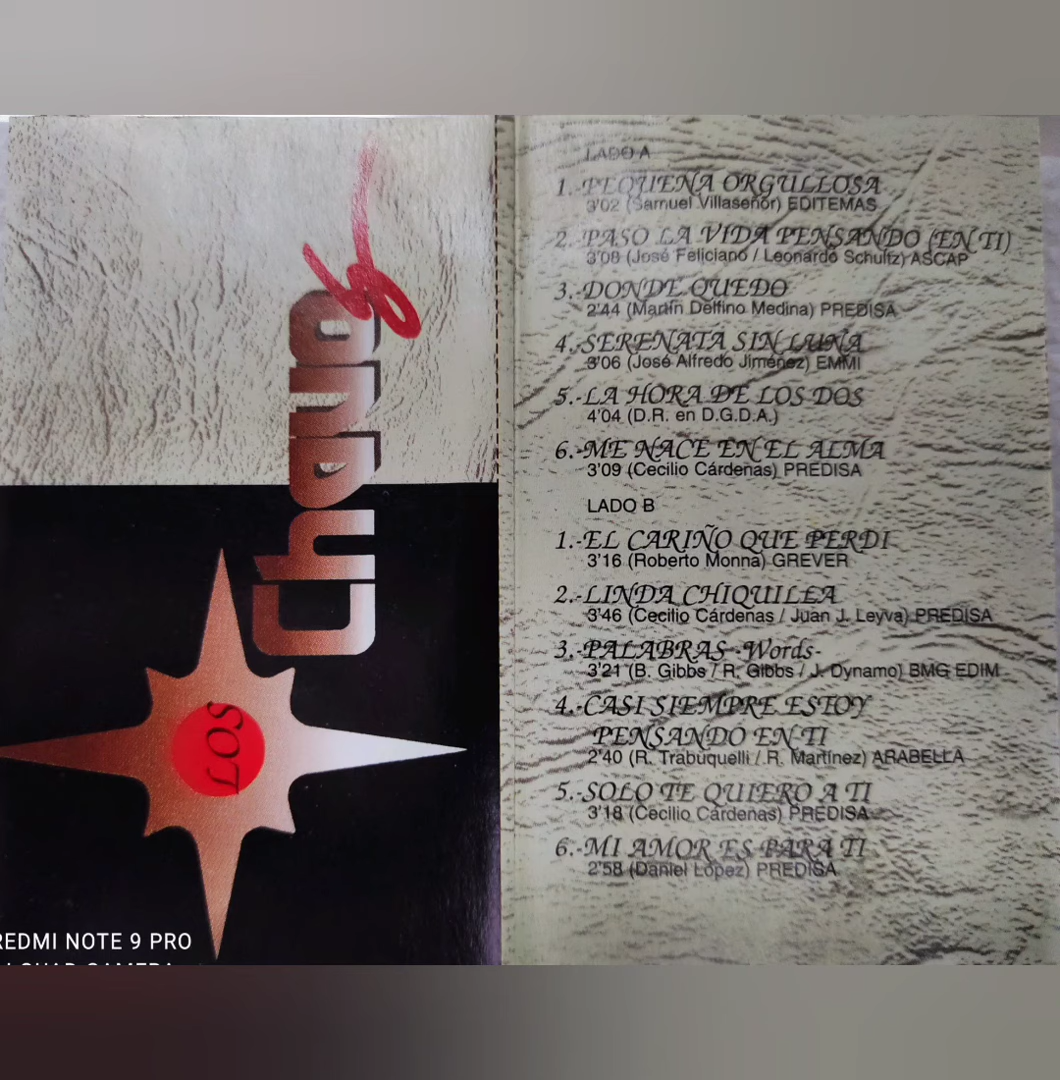 LOS
Chanos
LADO A
1.-PEQUEÑA ORGULLOSA
3'02 (Samuel Villaseñor) EDITEMAS
2.-PASO LA VIDA PENSANDO (EN TI)
3'08 (José Feliciano / Leonardo Schultz) ASCAP
3.-DONDE QUEDO
2'44 (Martín Delfino Medina) PREDISA
4.-SERENATA SIN LUNA
3'06 (José Alfredo Jiménez) EMMI
5.-LA HORA DE LOS DOS
4'04 (D.R. en D.G.D.A.)
6.-ME NACE EN EL ALMA
3'09 (Cecilio Cárdenas) PREDISA
LADO B
1.-EL CARIÑO QUE PERDI
3'16 (Roberto Monna) GREVER
2.-LINDA CHIQUILLA
3'46 (Cecilio Cárdenas / Juan J. Leyva) PREDISA
3.-PALABRAS -Words-
3'21 (B. Gibbs / R. Gibbs / J. Dynamo) BMG EDIM
4.-CASI SIEMPRE ESTOY
PENSANDO EN TI
2'40 (R. Trabuquelli / R. Martínez) ARABELLA
5.-SOLO TE QUIERO A TI
3'18 (Cecilio Cárdenas) PREDISA
6.-MI AMOR ES PARA TI
2'58 (Daniel López) PREDISA
REDMI NOTE 9 PRO